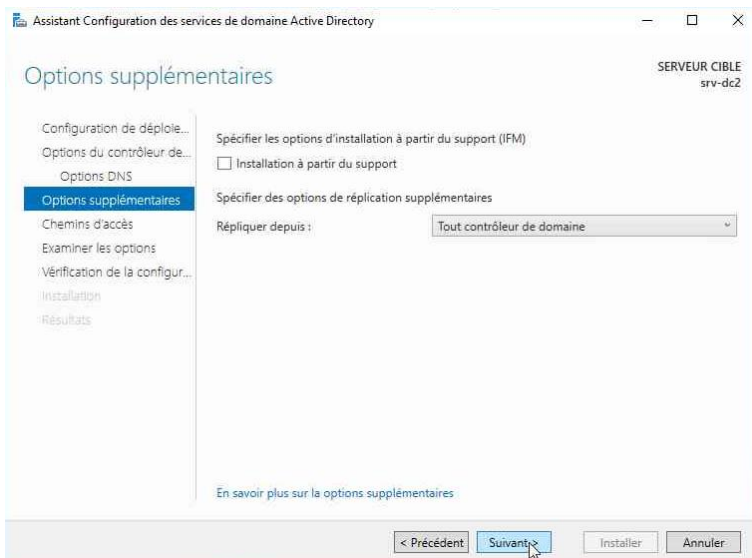 Assistant Configuration des services de domaine Active Directory
Options supplémentaires
SERVEUR CIBLE
srv-dc2
Configuration de déploie...
Options du contrôleur de...
Options DNS
Options supplémentaires
Chemins d'accès
Examiner les options
Vérification de la configur...
Installation
Résultats
Spécifier les options d'installation à partir du support (IFM)
Installation à partir du support
Spécifier des options de réplication supplémentaires
Répliquer depuis : Tout contrôleur de domaine
En savoir plus sur la options supplémentaires
< Précédent Suivant > Installer Annuler